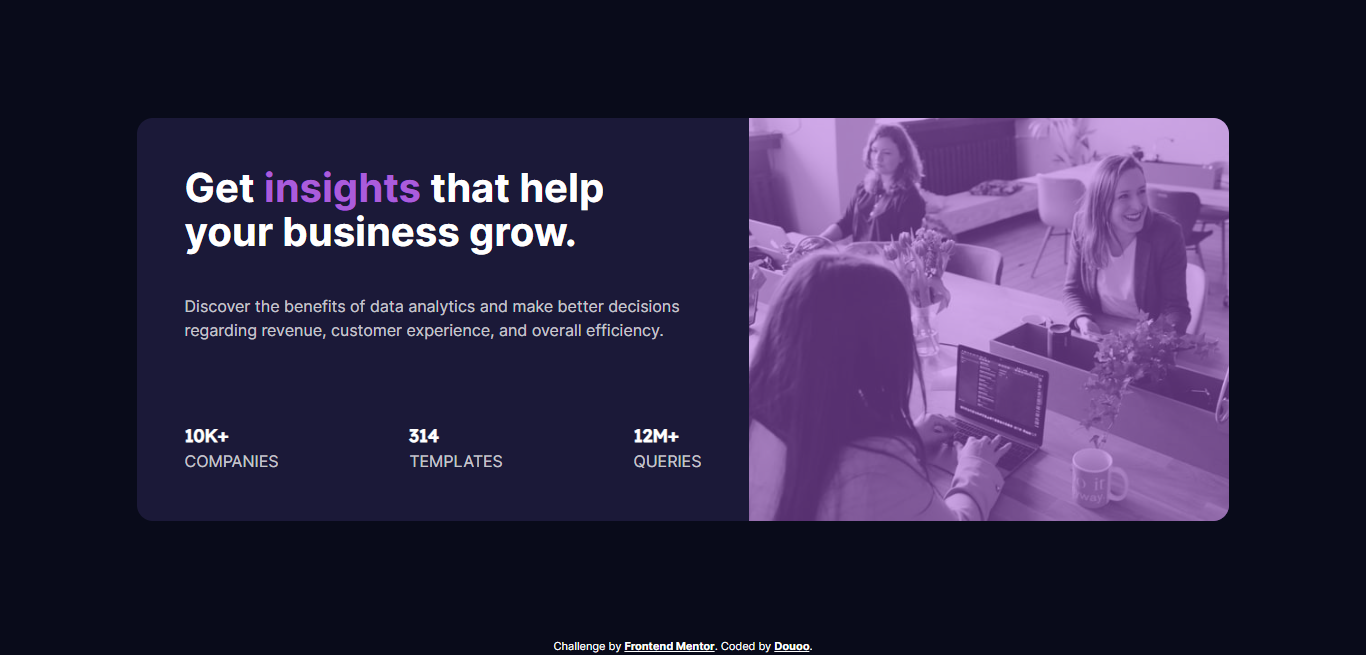 Get insights that help
your business grow.
Discover the benefits of data analytics and make better decisions
regarding revenue, customer experience, and overall efficiency.
10K+ 314 12M+
COMPANIES TEMPLATES QUERIES
Challenge by Frontend Mentor. Coded by Douoo.